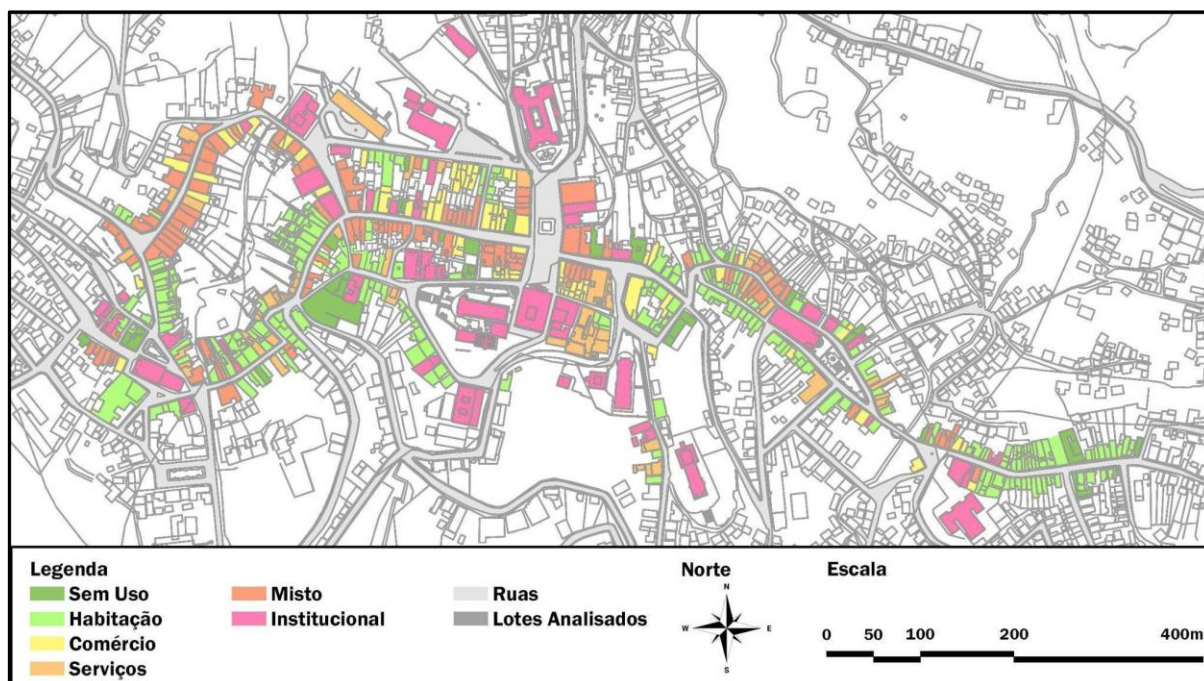 Legenda
Sem Uso
Habitação
Comércio
Serviços
Misto
Institucional
Ruas
Lotes Analisados
Norte
N
W E
S
Escala
0 50 100 200 400m